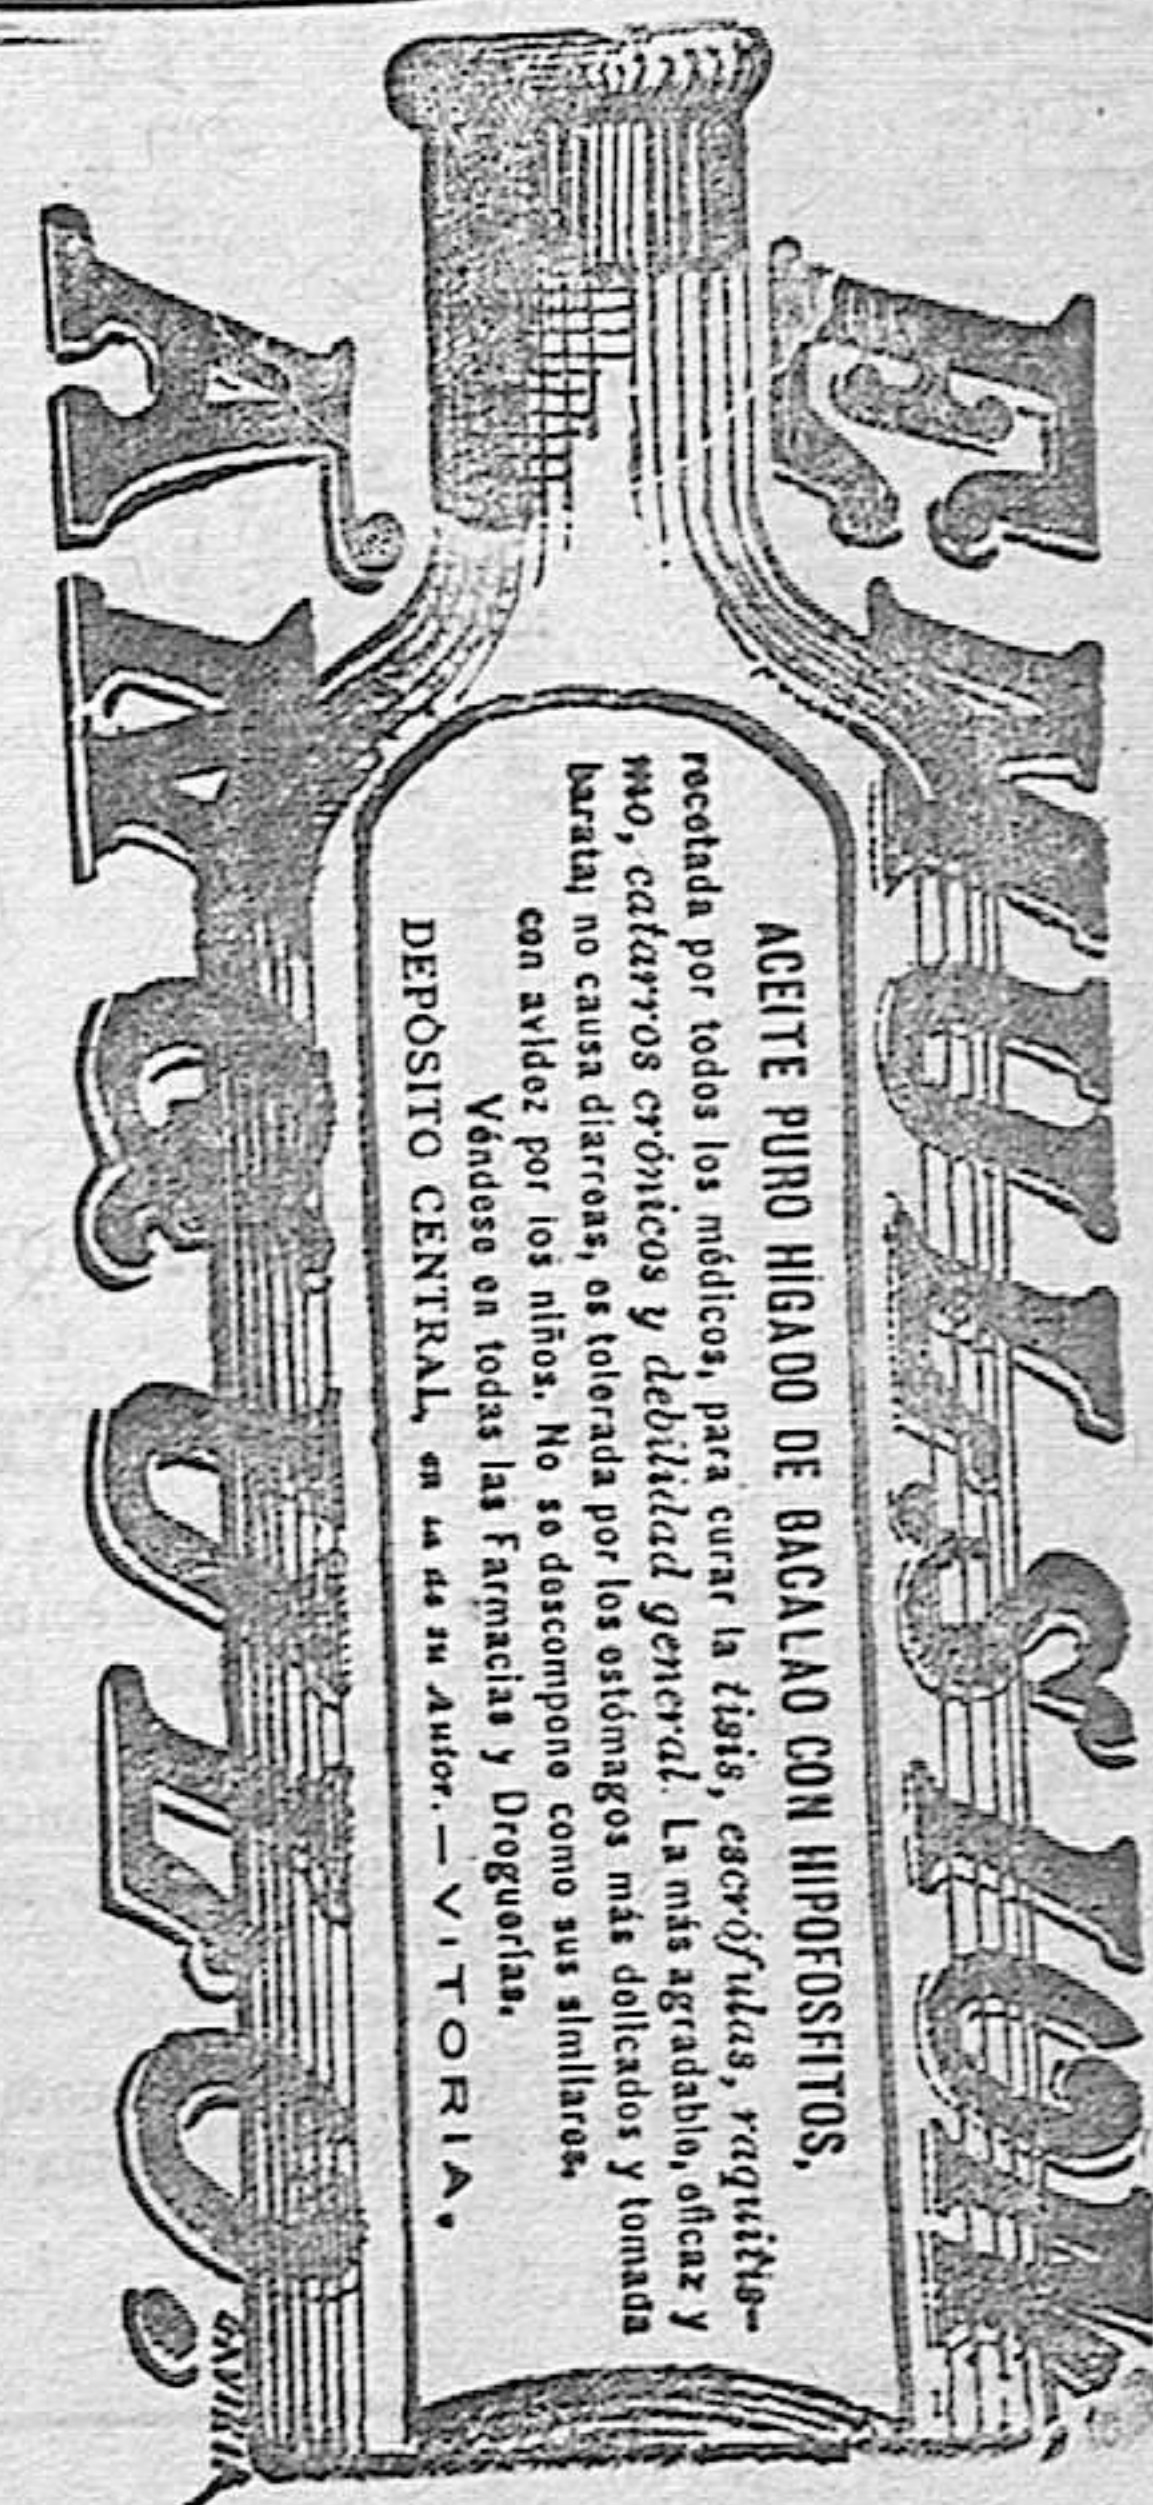 EMULSIÓN
ACEITE PURO HÍGADO DE BACALAO CON HIPOFOSFITOS,
recetada por todos los médicos, para curar la tisis, escrófulas, raquitis-
mo, catarros crónicos y debilidad general. La más agradable, eficaz y
barata; no causa diarreas, es tolerada por los estómagos más delicados y tomada
con avidez por los niños. No se descompone como sus similares.
Véndese en todas las Farmacias y Droguerías.
DEPÓSITO CENTRAL, en la de su Autor.—VITORIA.